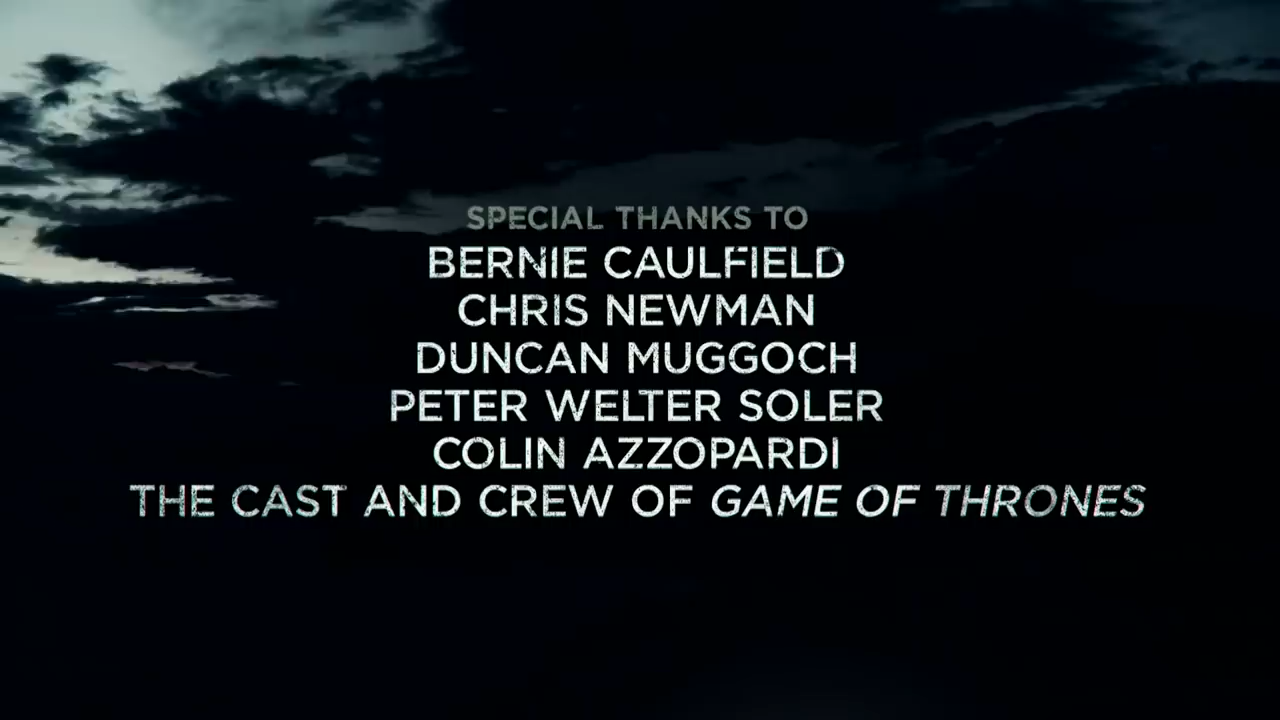 SPECIAL THANKS TO
BERNIE CAULFIELD
CHRIS NEWMAN
DUNCAN MUGGOCH
PETER WELTER SOLER
COLIN AZZOPARDI
THE CAST AND CREW OF GAME OF THRONES